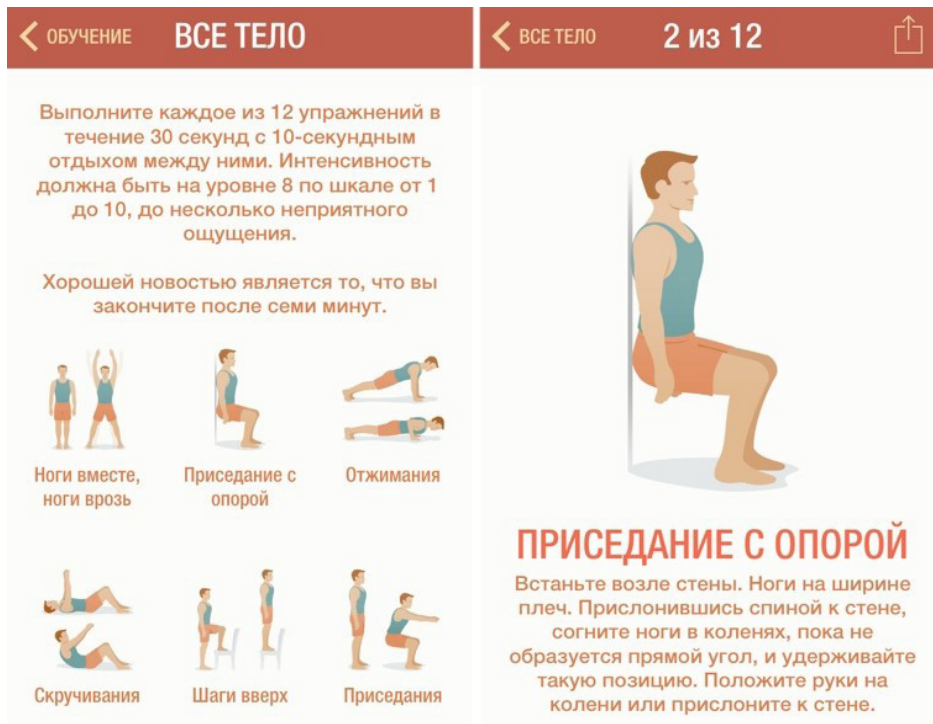 ОБУЧЕНИЕ
ВСЕ ТЕЛО
Выполните каждое из 12 упражнений в
течение 30 секунд с 10-секундным
отдыхом между ними. Интенсивность
должна быть на уровне 8 по шкале от 1
до 10, до несколько неприятного
ощущения.
Хорошей новостью является то, что вы
закончите после семи минут.
Ноги вместе,
ноги врозь
Приседание с
опорой
Отжимания
Скручивания
Шаги вверх
Приседания
ВСЕ ТЕЛО
2 из 12
ПРИСЕДАНИЕ С ОПОРОЙ
Встаньте возле стены. Ноги на ширине
плеч. Прислонившись спиной к стене,
согните ноги в коленях, пока не
образуется прямой угол, и удерживайте
такую позицию. Положите руки на
колени или прислоните к стене.